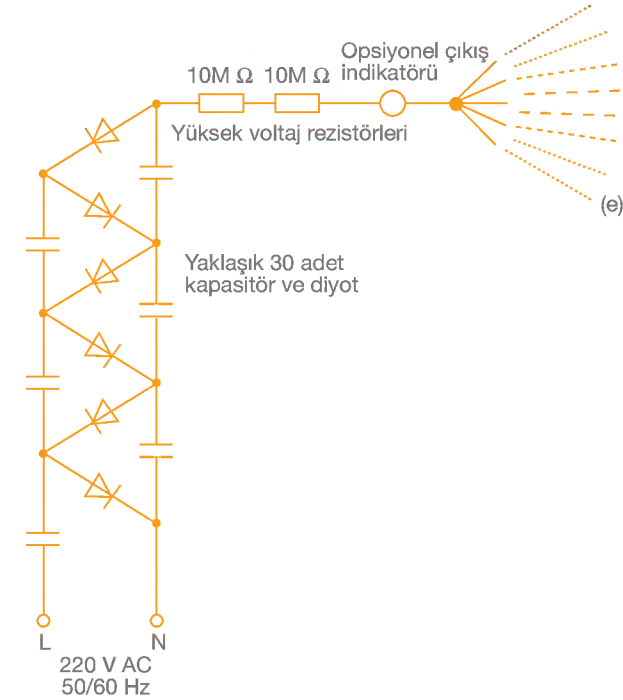 Opsiyonel çıkış
indikatörü
10M Ω 10M Ω
Yüksek voltaj rezistörleri
(e)
Yaklaşık 30 adet
kapasitör ve diyot
L N
220 V AC
50/60 Hz